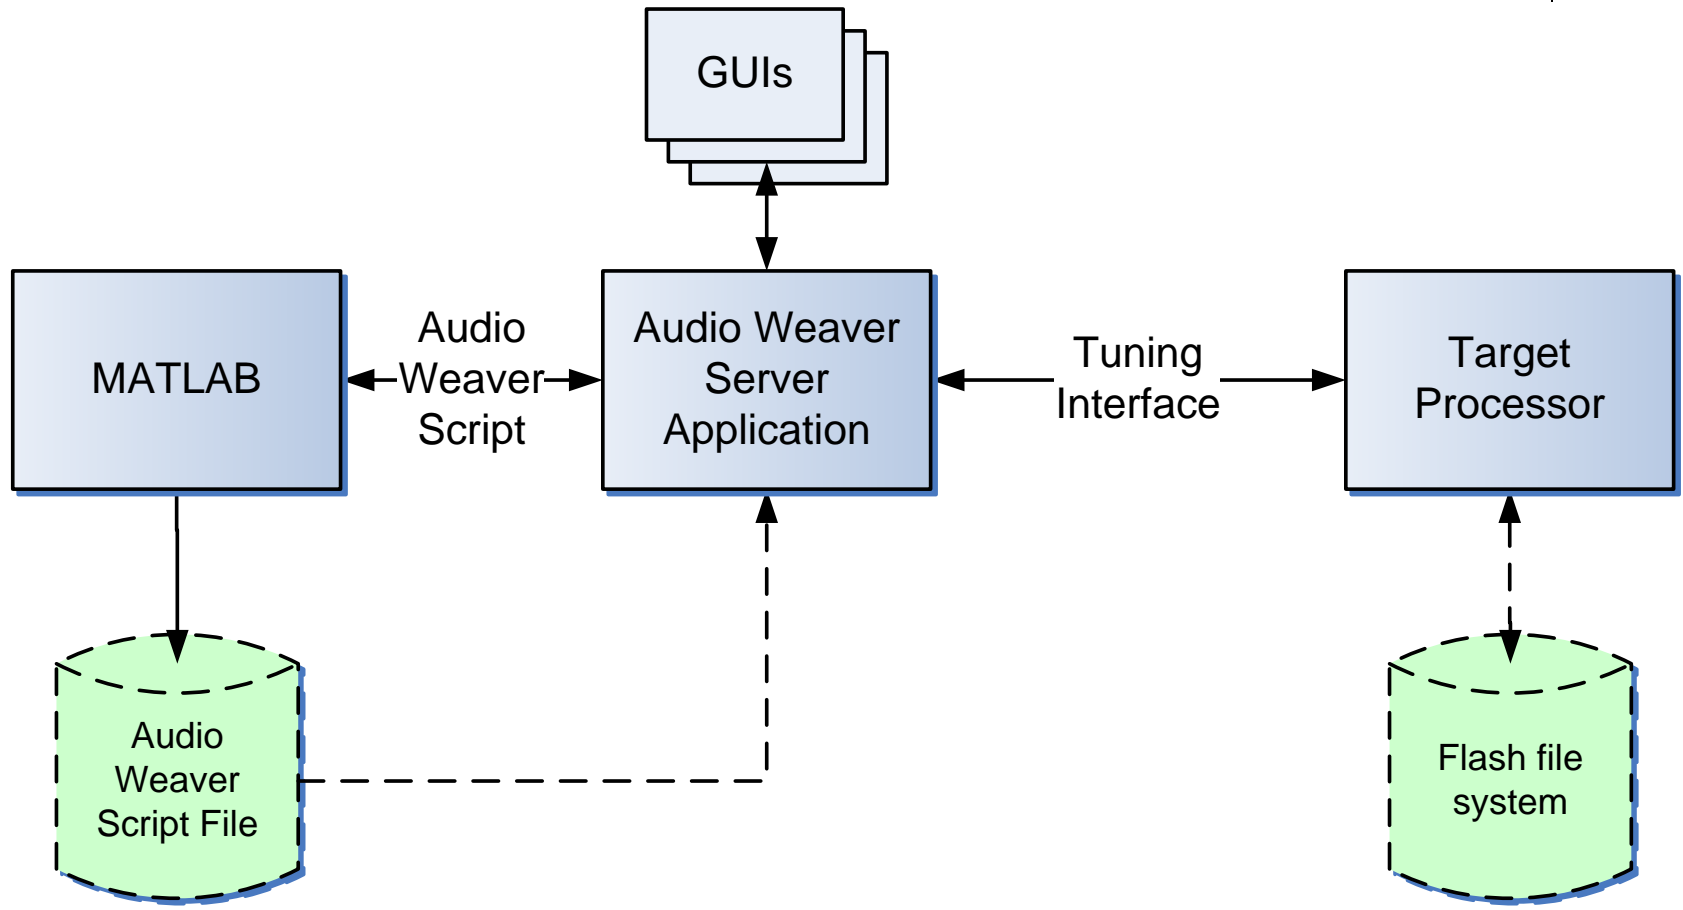 GUIs
MATLAB
Audio
Weaver
Script
Audio Weaver
Server
Application
Tuning
Interface
Target
Processor
Audio
Weaver
Script File
Flash file
system